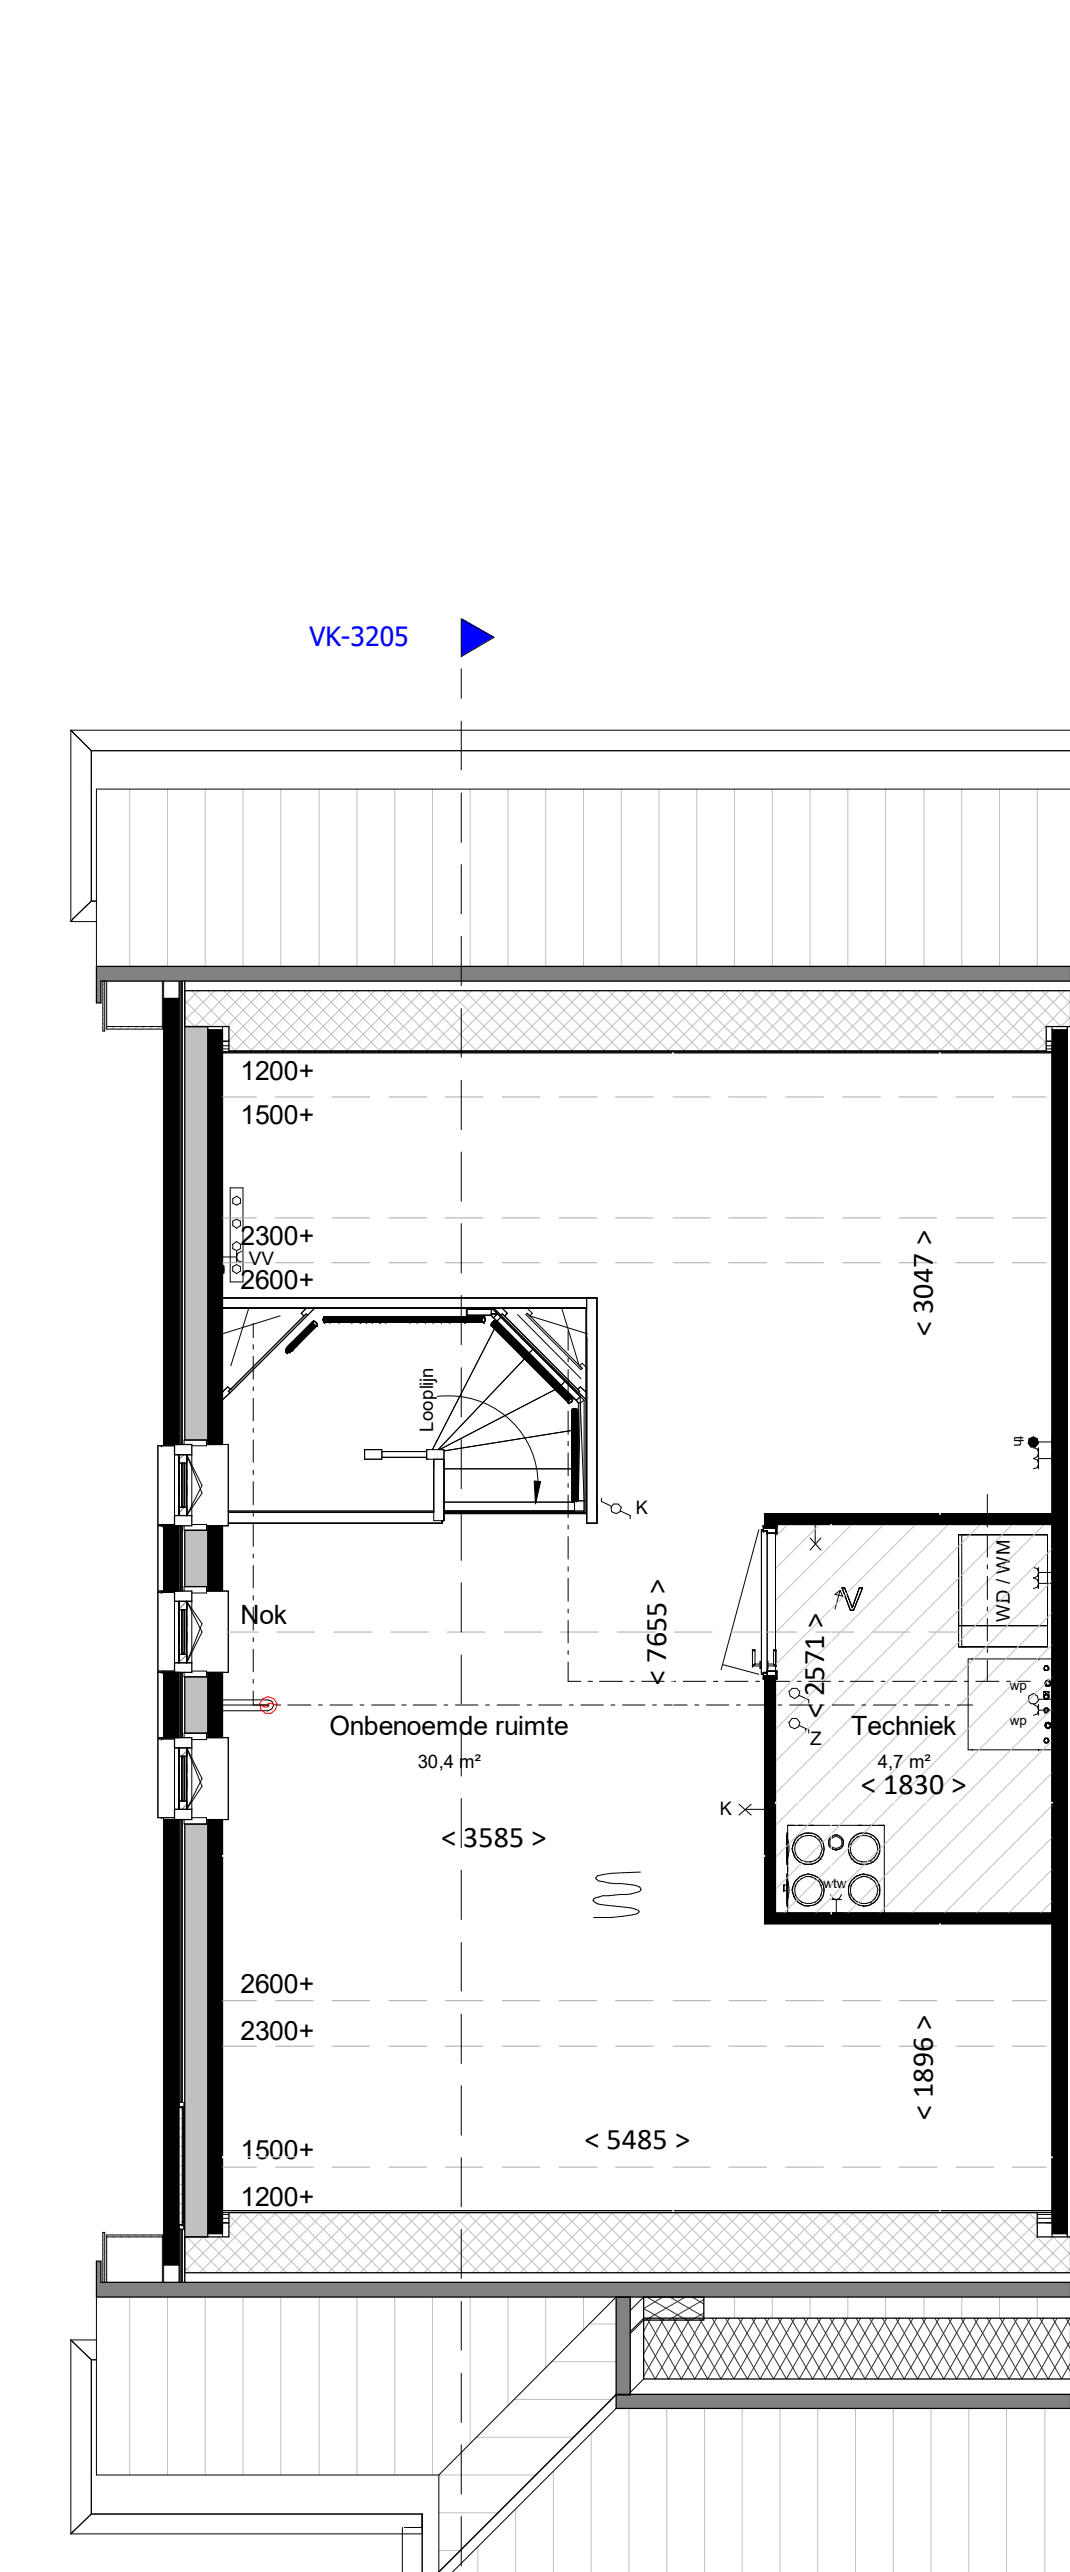 VK-3205
1200+
1500+
2300+
VV
2600+
< 3047 >
Looplijn
K
WD / WM
Nok
< 7655 >
< 2571 >
wp
wp
Onbenoemde ruimte
30,4 m²
Z
Techniek
4,7 m²
< 1830 >
K
< 3585 >
wtw
2600+
2300+
< 1896 >
< 5485 >
1500+
1200+